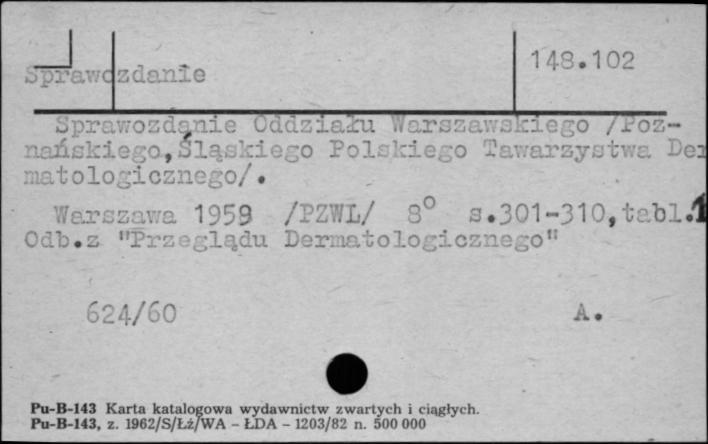 148.102
Sprawozdanie
Sprawozdanie Oddziału Warszawskiego /Poz-
nańskiego,Śląskiego Polskiego Tawarzystwa Der
matologicznego/.
Warszawa 1959 /PZWL/ 8° s.301-310,tabl.1
Odb.z "Przeglądu Dermatologicznego"
624/60 A.
Pu-B-143 Karta katalogowa wydawnictw zwartych i ciągłych.
Pu-B-143, z. 1962/S/Łż/WA - ŁDA - 1203/82 n. 500 000